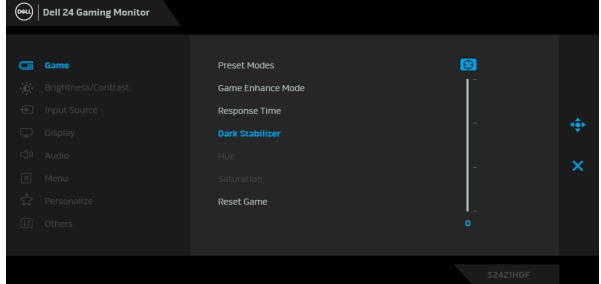 DELL Dell 24 Gaming Monitor
Game
Brightness/Contrast
Input Source
Display
Audio
Menu
Personalize
Others
Preset Modes
Game Enhance Mode
Response Time
Dark Stabilizer
Hue
Saturation
Reset Game
0
S2421HGF